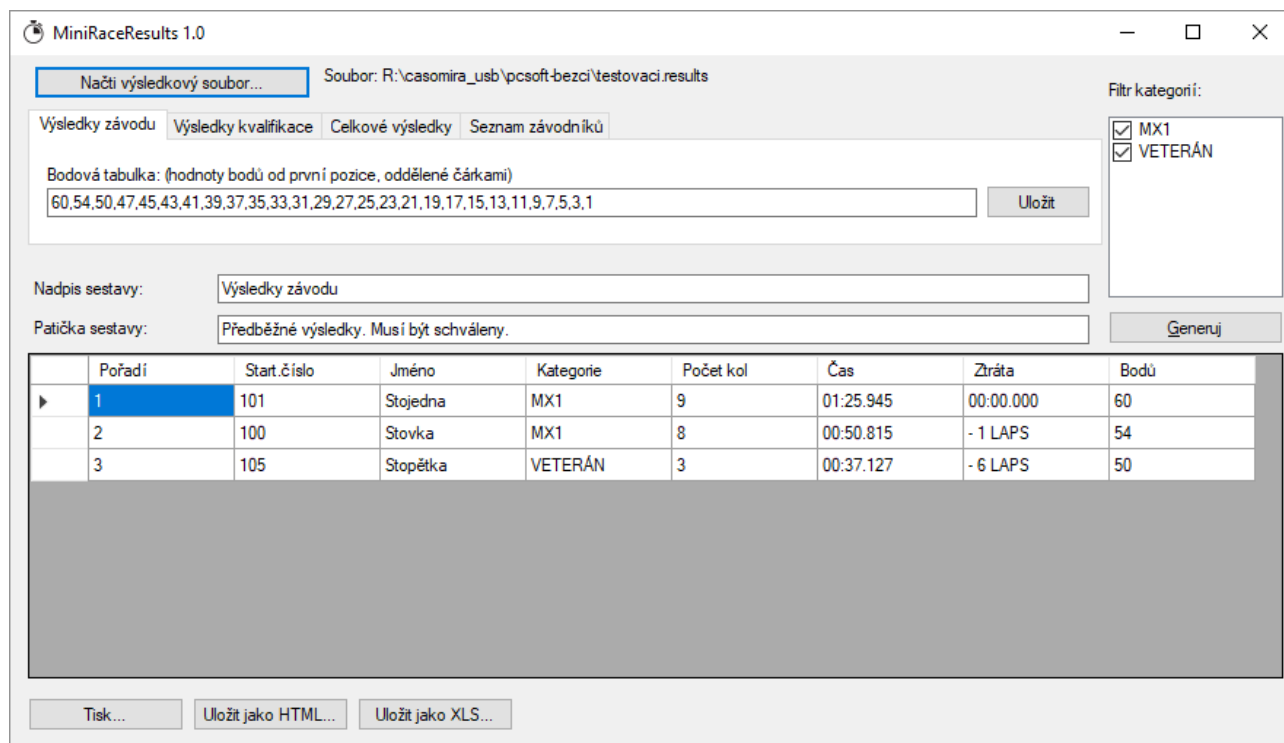 MiniRaceResults 1.0
Načti výsledkový soubor...
Soubor: R:\casomira_usb\pcsoft-bezci\testovaci.results
Filtr kategorií:
Výsledky závodu Výsledky kvalifikace Celkové výsledky Seznam závodníků
MX1
VETERÁN
Bodová tabulka: (hodnoty bodů od první pozice, oddělené čárkami)
60,54,50,47,45,43,41,39,37,35,33,31,29,27,25,23,21,19,17,15,13,11,9,7,5,3,1
Uložit
Nadpis sestavy: Výsledky závodu
Patička sestavy: Předběžné výsledky. Musí být schváleny.
Generuj
Pořadí Start.číslo Jméno Kategorie Počet kol Čas Ztráta Bodů
1 101 Stojedna MX1 9 01:25.945 00:00.000 60
2 100 Stovka MX1 8 00:50.815 - 1 LAPS 54
3 105 Stopětka VETERÁN 3 00:37.127 - 6 LAPS 50
Tisk... Uložit jako HTML... Uložit jako XLS...